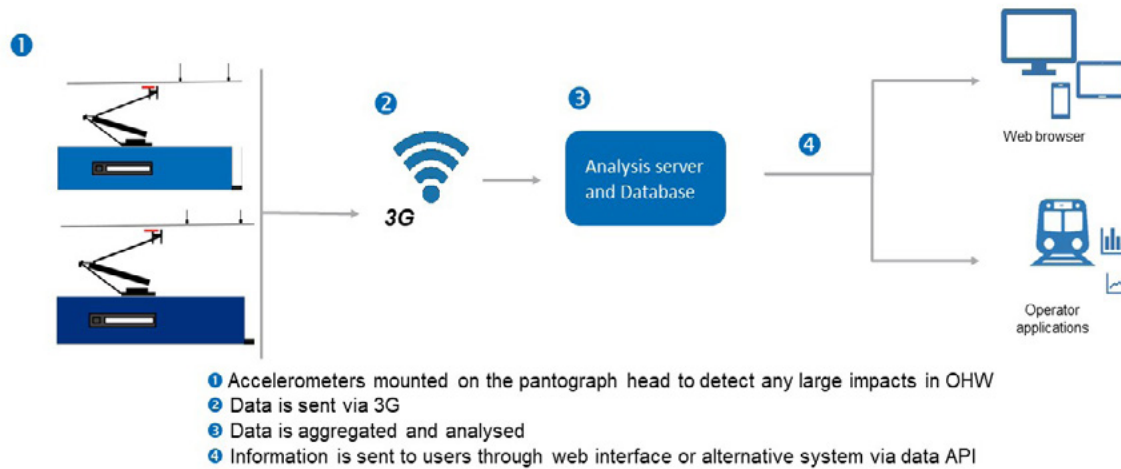 ❶
❷
3G
❸
Analysis server
and Database
❹
Web browser
Operator
applications
❶ Accelerometers mounted on the pantograph head to detect any large impacts in OHW
❷ Data is sent via 3G
❸ Data is aggregated and analysed
❹ Information is sent to users through web interface or alternative system via data API